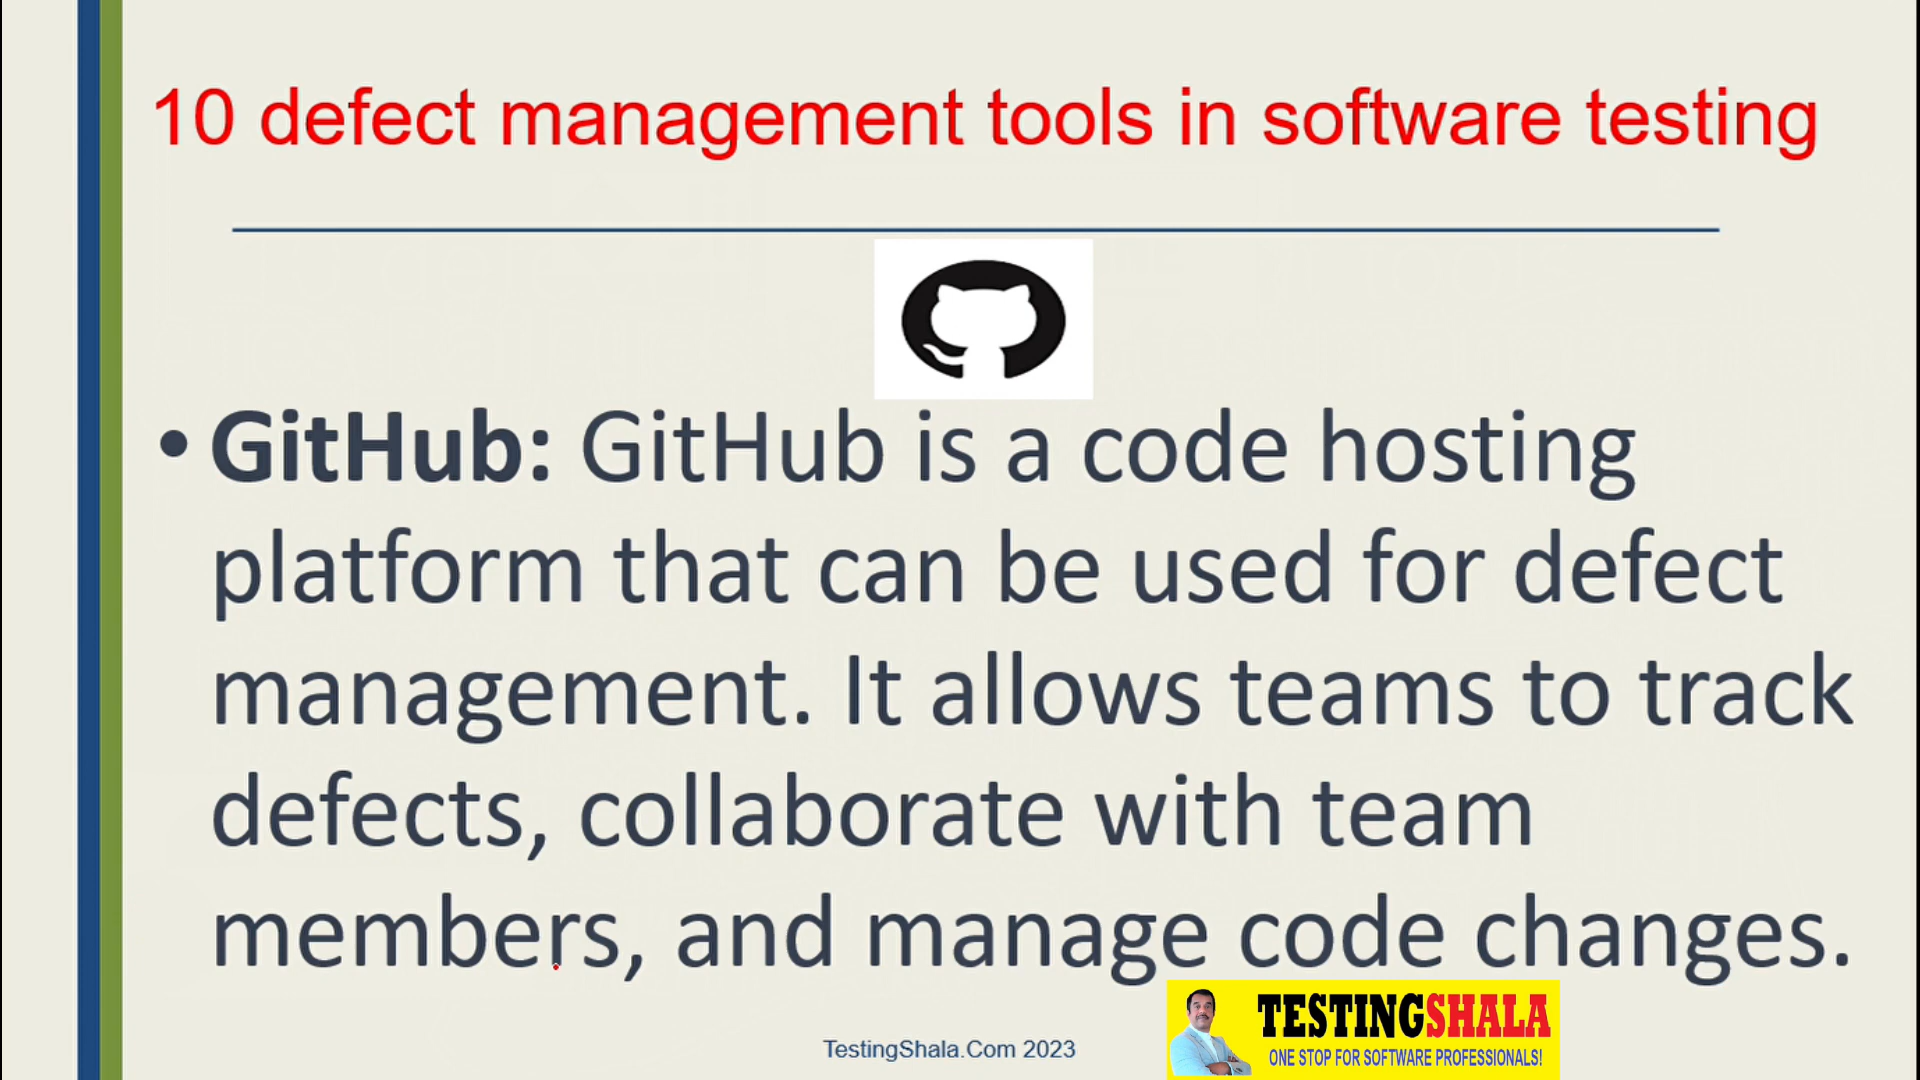 10 defect management tools in software testing
• GitHub: GitHub is a code hosting
platform that can be used for defect
management. It allows teams to track
defects, collaborate with team
members, and manage code changes.
TestingShala.Com 2023
TESTINGSHALA
ONE STOP FOR SOFTWARE PROFESSIONALS!